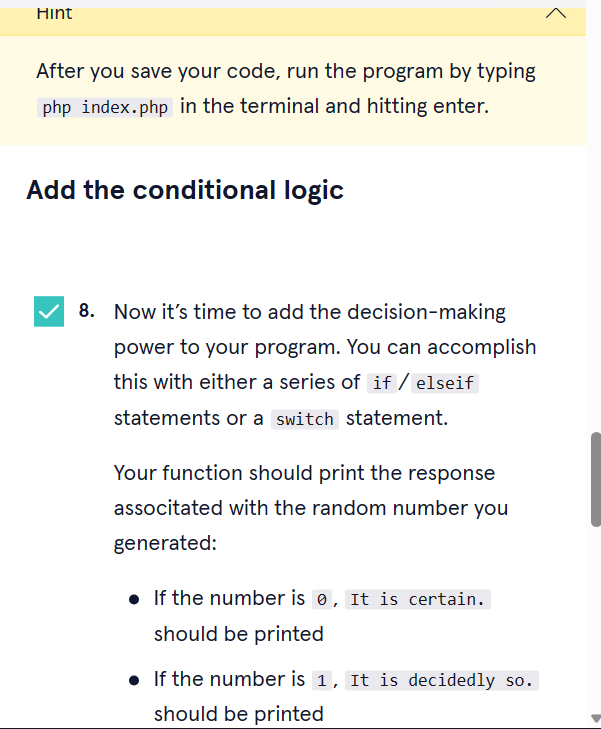 Hint
After you save your code, run the program by typing
php index.php in the terminal and hitting enter.
Add the conditional logic
8. Now it’s time to add the decision-making
power to your program. You can accomplish
this with either a series of if / elseif
statements or a switch statement.
Your function should print the response
associtated with the random number you
generated:
● If the number is 0, It is certain.
should be printed
● If the number is 1, It is decidedly so.
should be printed